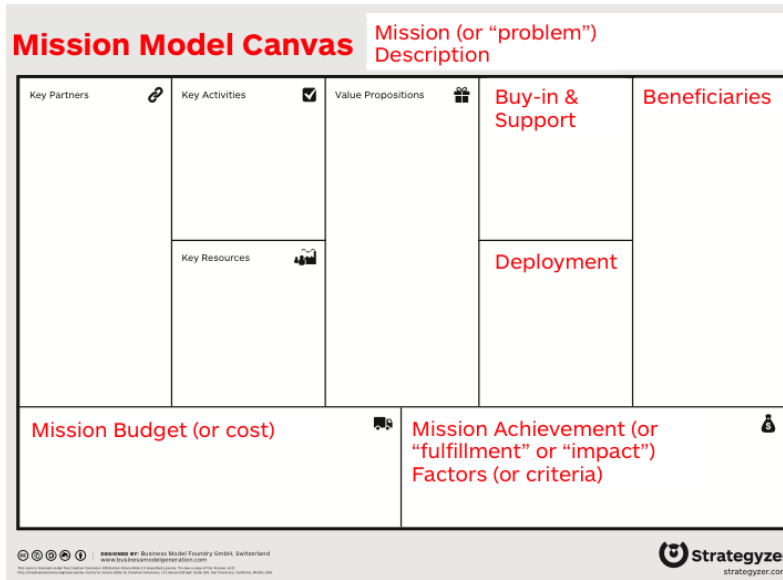 Mission Model Canvas
Mission (or “problem”)
Description
Key Partners
Key Activities
Value Propositions
Buy-in &
Support
Beneficiaries
Key Resources
Deployment
Mission Budget (or cost)
Mission Achievement (or
“fulfillment” or “impact”)
Factors (or criteria)
DESIGNED BY: Business Model Foundry GmbH, Switzerland
www.businessmodelgeneration.com
Strategyze
strategyzer.co